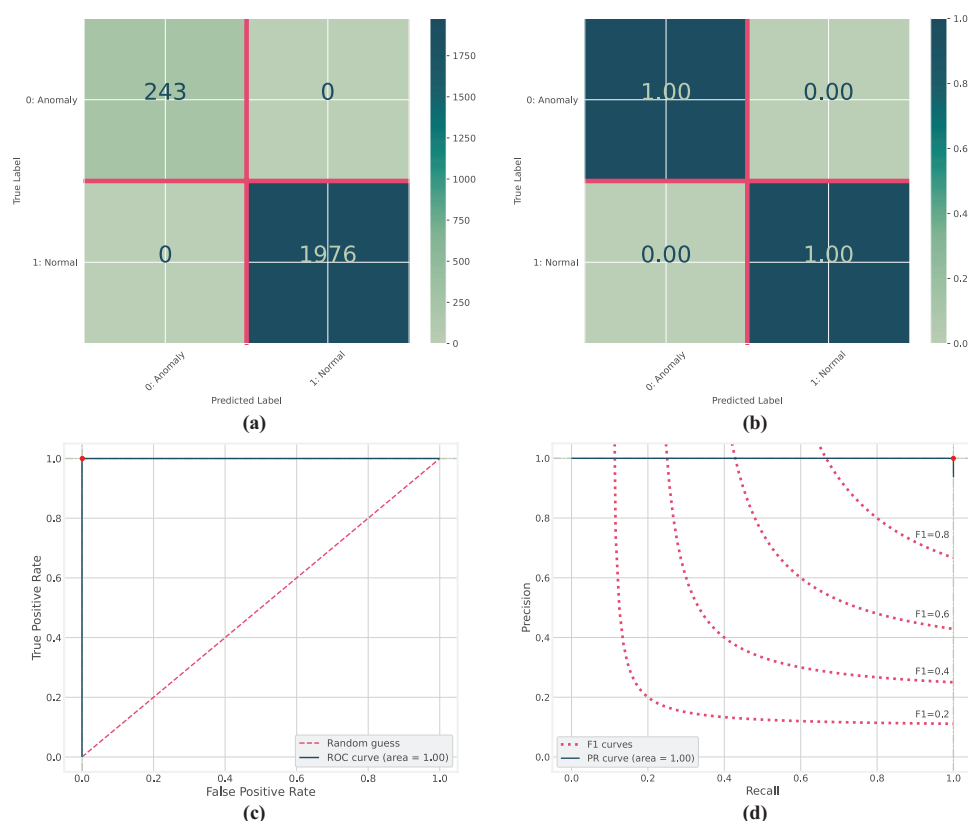 243
0
0
1976
0: Anomaly
1: Normal
True Label
0: Anomaly
1: Normal
Predicted Label
1750
1500
1250
1000
750
500
250
0
(a)
1.00
0.00
0.00
1.00
0: Anomaly
1: Normal
True Label
0: Anomaly
1: Normal
Predicted Label
1.0
0.8
0.6
0.4
0.2
0.0
(b)
1.0
0.8
0.6
0.4
0.2
0.0
True Positive Rate
Random guess
ROC curve (area = 1.00)
0.0
0.2
0.4
0.6
0.8
1.0
False Positive Rate
(c)
1.0
0.8
0.6
0.4
0.2
0.0
Precision
F1=0.8
F1=0.6
F1=0.4
F1=0.2
F1 curves
PR curve (area = 1.00)
0.0
0.2
0.4
0.6
0.8
1.0
Recall
(d)